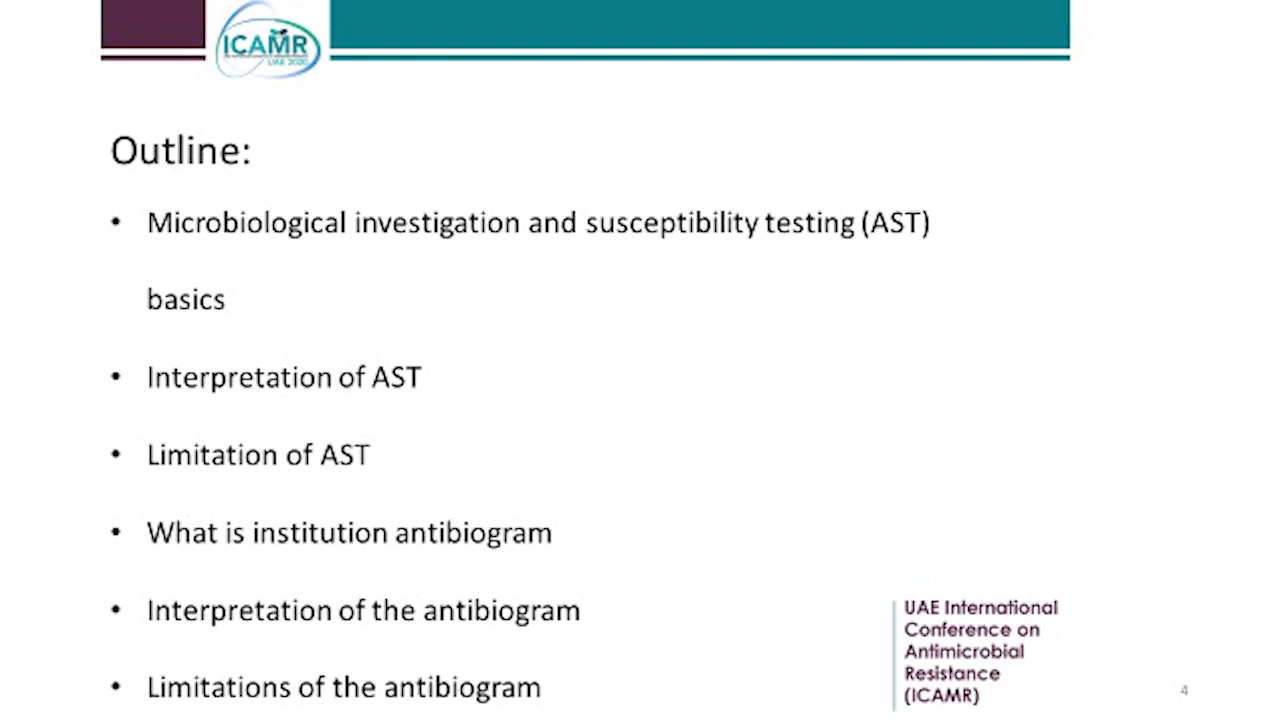 ICAMR
UAE 2020
Outline:
• Microbiological investigation and susceptibility testing (AST)
basics
• Interpretation of AST
• Limitation of AST
• What is institution antibiogram
• Interpretation of the antibiogram
• Limitations of the antibiogram
UAE International
Conference on
Antimicrobial
Resistance
(ICAMR)
4